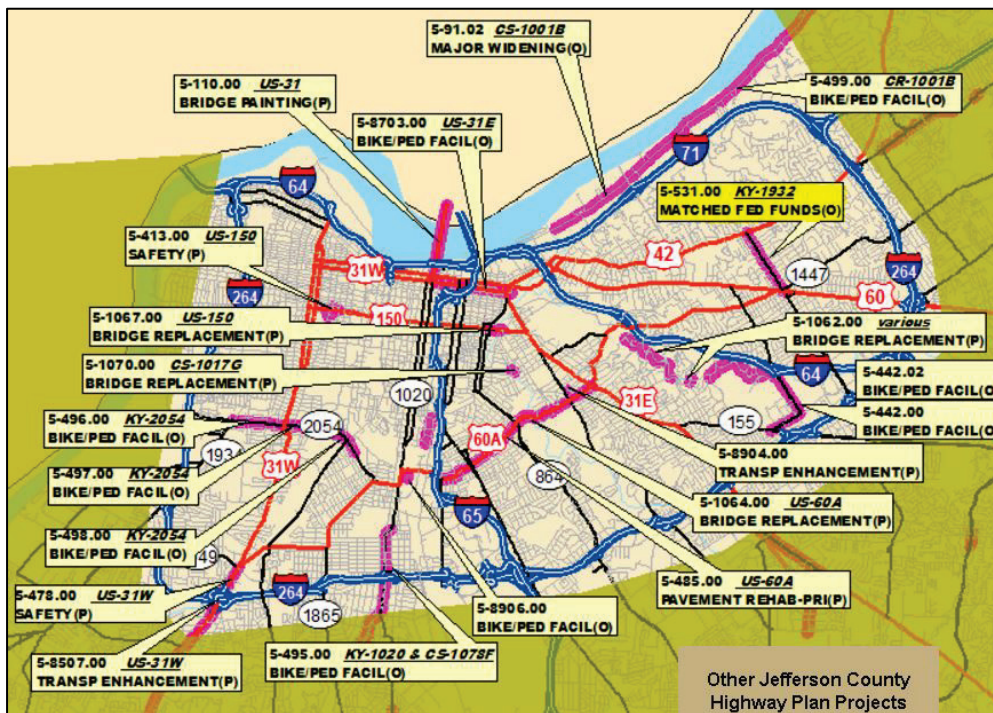 5-91.02 CS-1001B
MAJOR WIDENING(O)
5-110.00 US-31
BRIDGE PAINTING(P)
5-499.00 CR-1001B
BIKE/PED FACIL(O)
5-8703.00 US-31E
BIKE/PED FACIL(O)
71
64
5-531.00 KY-1932
MATCHED FED FUNDS(O)
5-413.00 US-150
SAFETY(P)
31W
42
1447
264
264
60
150
5-1067.00 US-150
BRIDGE REPLACEMENT(P)
5-1062.00 various
BRIDGE REPLACEMENT(P)
5-1070.00 CS-1017G
BRIDGE REPLACEMENT(P)
64
5-442.02
BIKE/PED FACIL(O)
1020
31E
5-496.00 KY-2054
BIKE/PED FACIL(O)
2054
155
5-442.00
BIKE/PED FACIL(O)
1934
60A
31W
5-8904.00
TRANSP ENHANCEMENT(P)
5-497.00 KY-2054
BIKE/PED FACIL(O)
864
5-1064.00 US-60A
BRIDGE REPLACEMENT(P)
65
5-498.00 KY-2054
BIKE/PED FACIL(O)
49
5-485.00 US-60A
PAVEMENT REHAB-PRI(P)
5-478.00 US-31W
SAFETY(P)
264
1865
5-8906.00
BIKE/PED FACIL(O)
5-8507.00 US-31W
TRANSP ENHANCEMENT(P)
5-495.00 KY-1020 & CS-1078F
BIKE/PED FACIL(O)
Other Jefferson County
Highway Plan Projects